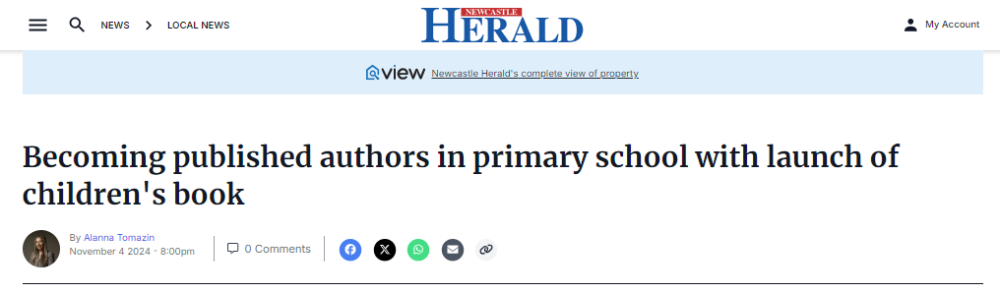 NEWS
LOCAL NEWS
NEWCASTLE
HERALD
My Account
view Newcastle Herald's complete view of property
Becoming published authors in primary school with launch of
children's book
By Alanna Tomazin
November 4 2024 - 8:00pm
0 Comments